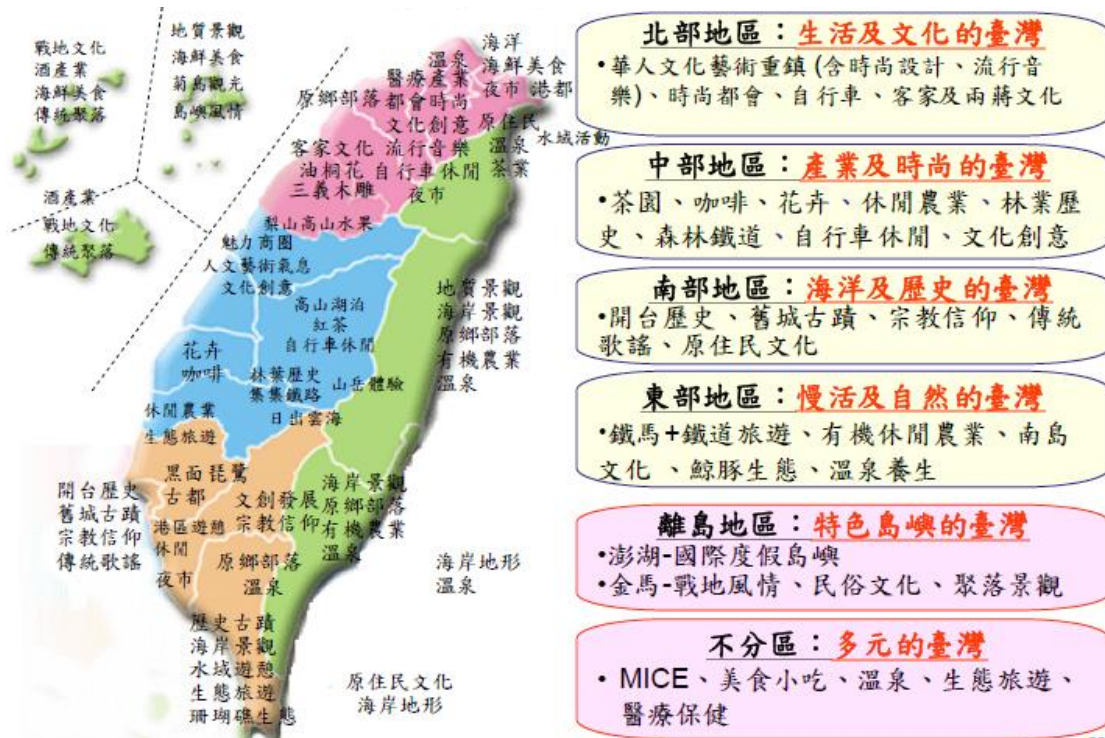 戰地文化
酒產業
海鮮美食
傳統聚落
地質景觀
海鮮美食
菊島觀光
島嶼風情
酒產業
戰地文化
傳統聚落
海洋
海鮮美食
夜市 港都
溫泉
醫療產業
都會時尚
文化創意
原鄉部落
原住民
溫泉
茶業
水域活動
客家文化
油桐花
三義木雕
流行音樂
自行車休閒
夜市
梨山高山水果
魅力商圈
人文藝術氣息
文化創意
高山湖泊
紅茶
自行車休閒
地質景觀
海岸景觀
原鄉部落
有機農業
溫泉
花卉
咖啡
林業歷史
集集鐵路
山岳體驗
日出雲海
休閒農業
生態旅遊
黑面琵鷺
古都
港區遊憩
休閒
夜市
開台歷史
舊城古蹟
宗教信仰
傳統歌謠
文創發展
宗教信仰
海岸景觀
原鄉部落
有機農業
溫泉
原鄉部落
溫泉
海岸地形
溫泉
歷史古蹟
海岸景觀
水域遊憩
生態旅遊
珊瑚礁生態
原住民文化
海岸地形
北部地區：生活及文化的臺灣
•華人文化藝術重鎮(含時尚設計、流行音
樂)、時尚都會、自行車、客家及兩蔣文化
中部地區：產業及時尚的臺灣
•茶園、咖啡、花卉、休閒農業、林業歷
史、森林鐵道、自行車休閒、文化創意
南部地區：海洋及歷史的臺灣
•開台歷史、舊城古蹟、宗教信仰、傳統
歌謠、原住民文化
東部地區：慢活及自然的臺灣
•鐵馬+鐵道旅遊、有機休閒農業、南島
文化、鯨豚生態、溫泉養生
離島地區：特色島嶼的臺灣
•澎湖-國際度假島嶼
•金馬-戰地風情、民俗文化、聚落景觀
不分區：多元的臺灣
• MICE、美食小吃、溫泉、生態旅遊、
醫療保健